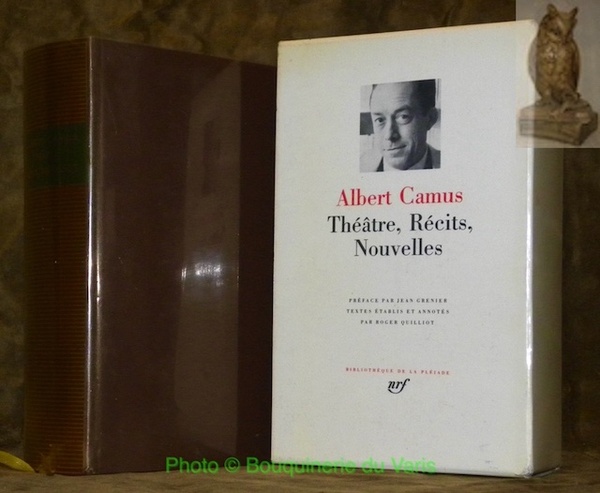 Albert Camus
Théâtre, Récits,
Nouvelles
PRÉFACE PAR JEAN GRENIER
TEXTES ÉTABLIS ET ANNOTÉS
PAR ROGER QUILLIOT
BIBLIOTHÈQUE DE LA PLÉIADE
nrf
Photo © Bouquinerie du Varis